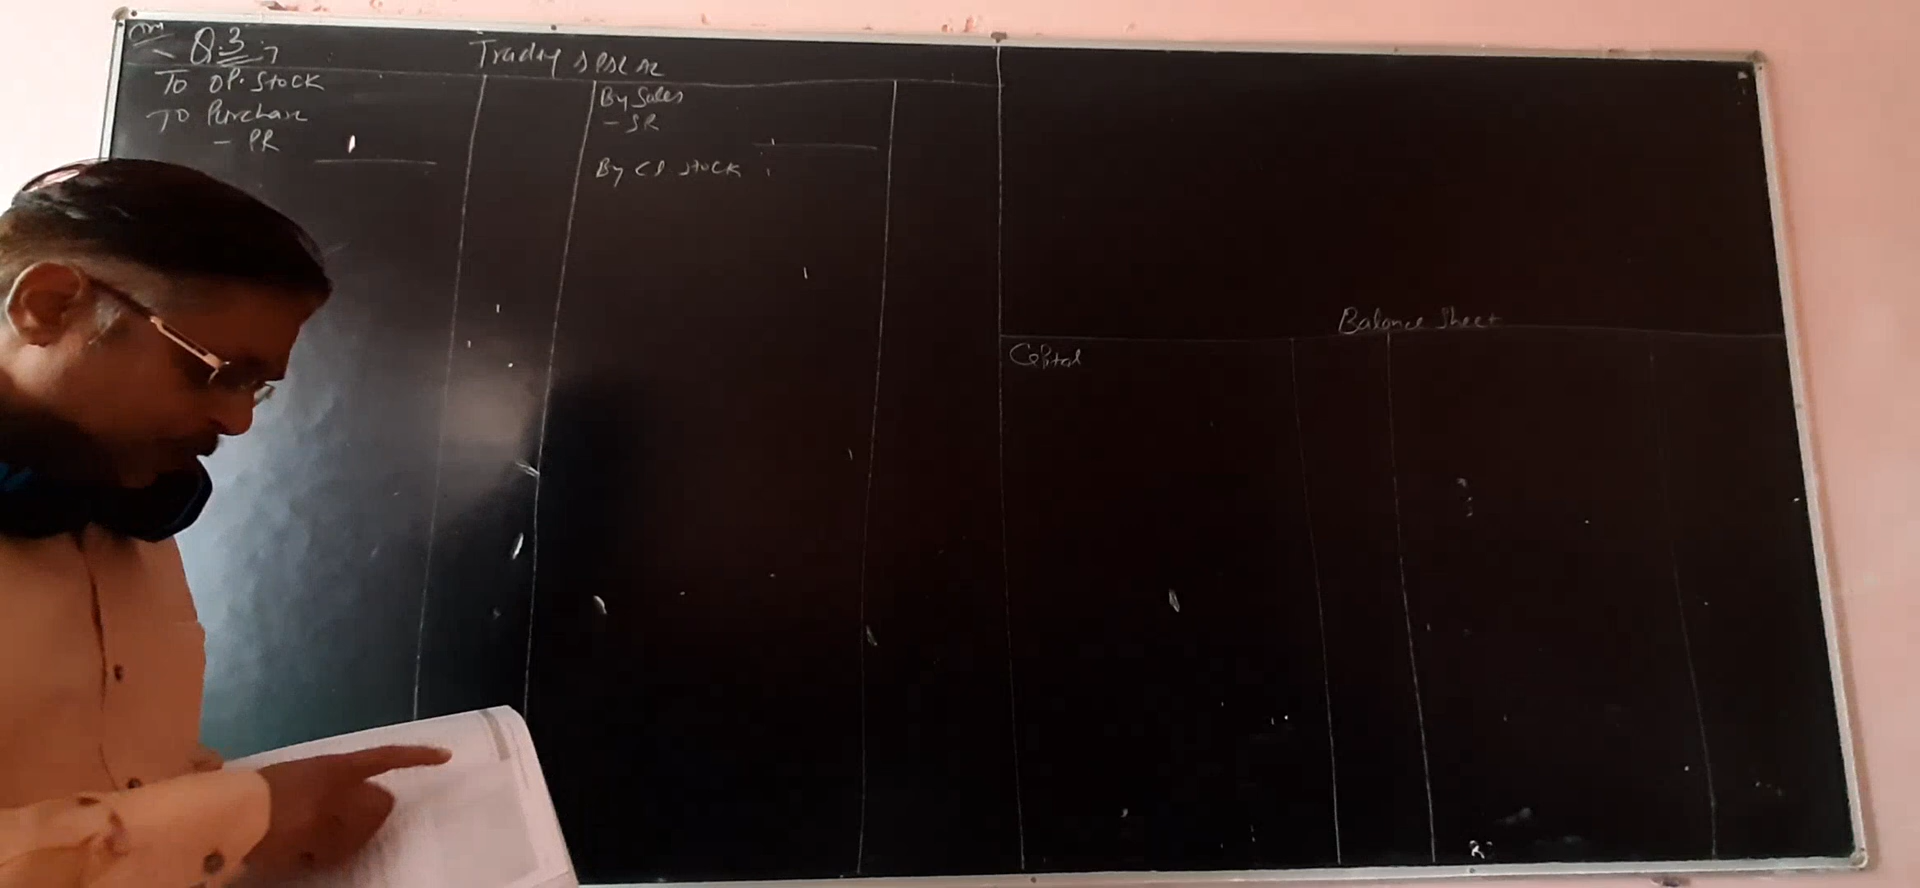 Q.3
Trading & P&L A/c
To OP. Stock
To Purchase
- PR
By Sales
- SR
By Cl Stock
Balance Sheet
Capital